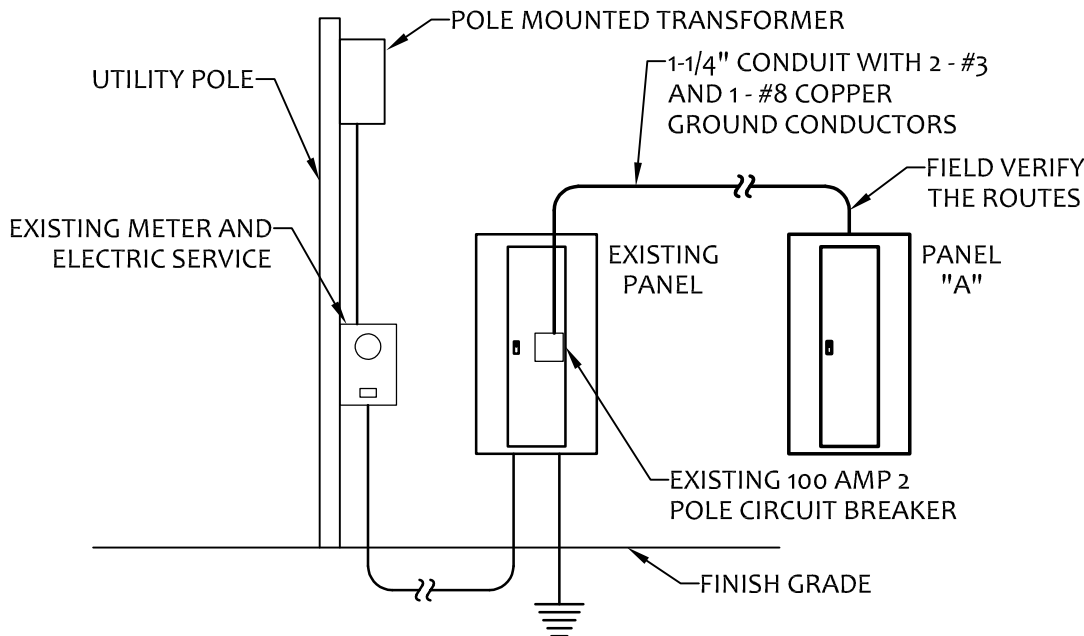 POLE MOUNTED TRANSFORMER
UTILITY POLE
1-1/4" CONDUIT WITH 2 - #3
AND 1 - #8 COPPER
GROUND CONDUCTORS
FIELD VERIFY
THE ROUTES
EXISTING METER AND
ELECTRIC SERVICE
EXISTING
PANEL
PANEL
"A"
EXISTING 100 AMP 2
POLE CIRCUIT BREAKER
FINISH GRADE